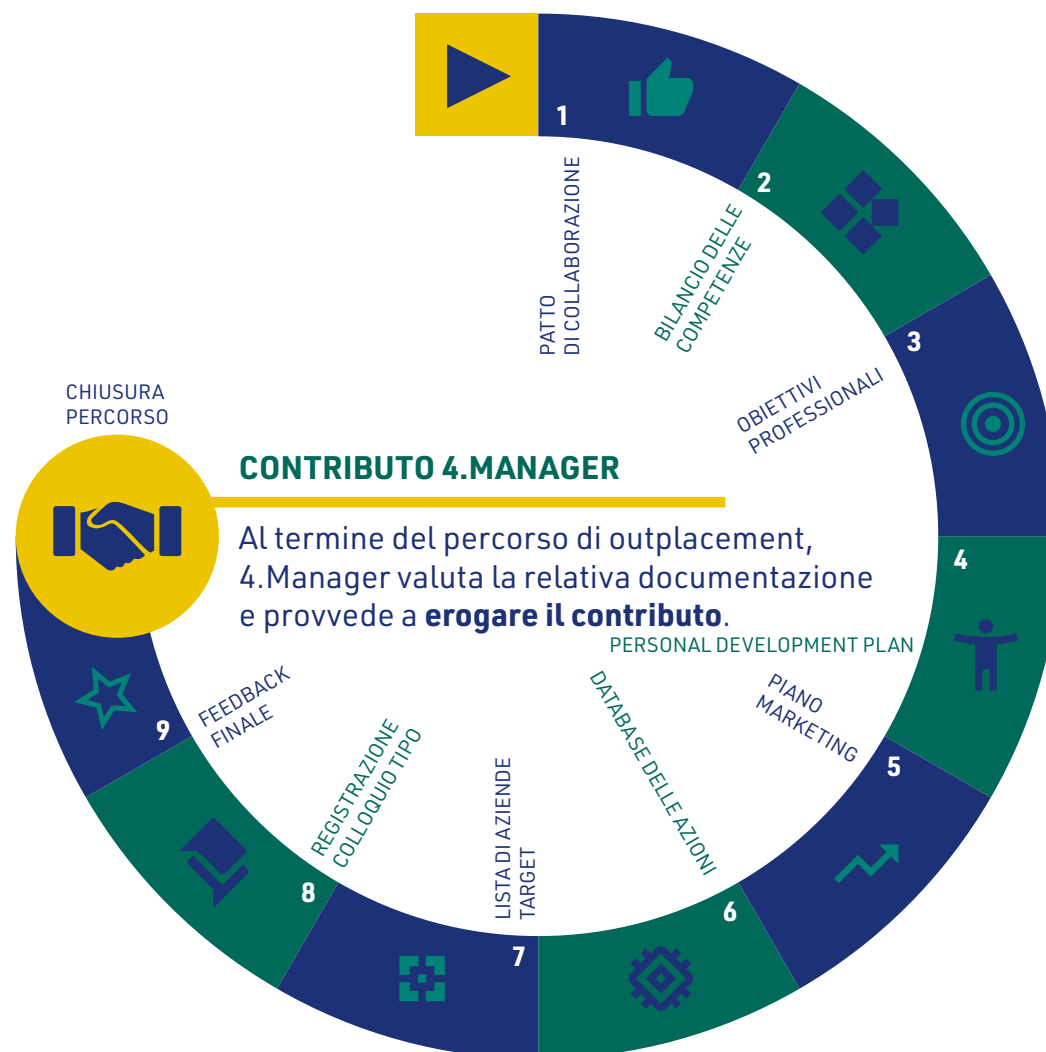 1
PATTO
DI COLLABORAZIONE
2
BILANCIO DELLE
COMPETENZE
3
OBIETTIVI
PROFESSIONALI
4
PERSONAL DEVELOPMENT PLAN
5
PIANO
MARKETING
6
DATABASE DELLE AZIONI
7
LISTA DI AZIENDE
TARGET
8
REGISTRAZIONE
COLLOQUIO TIPO
9
FEEDBACK
FINALE
CHIUSURA
PERCORSO
CONTRIBUTO 4.MANAGER
Al termine del percorso di outplacement,
4.Manager valuta la relativa documentazione
e provvede a erogare il contributo.